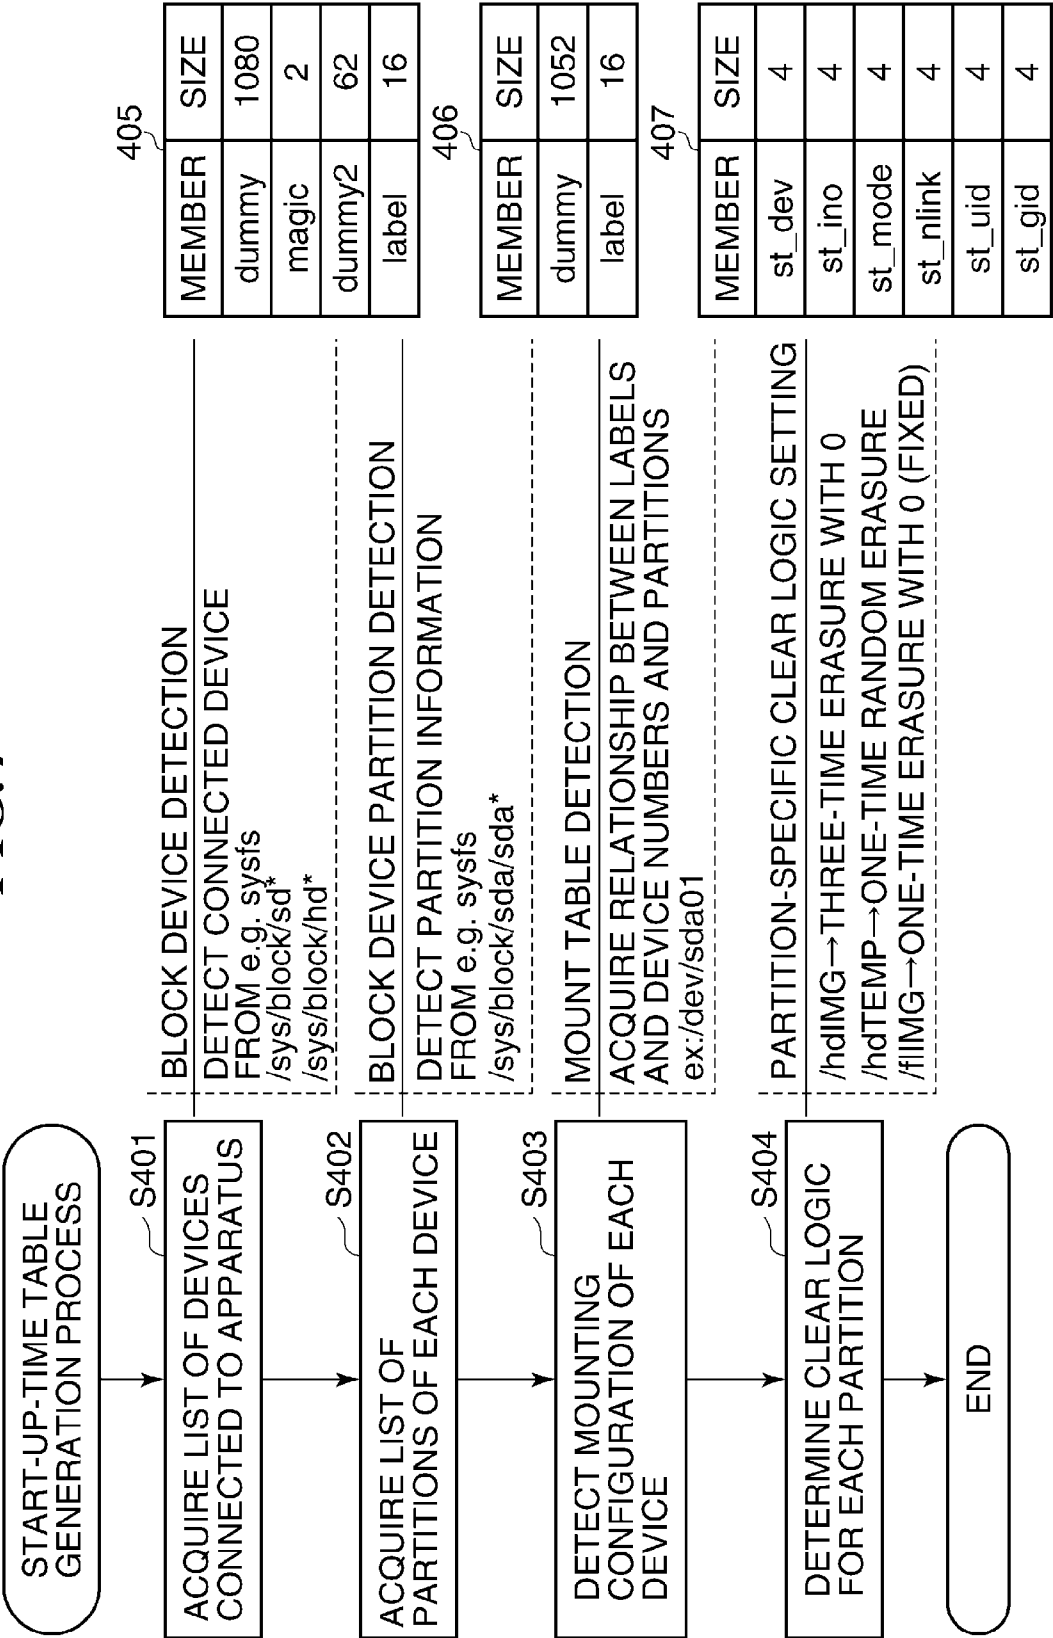 START-UP-TIME TABLE
GENERATION PROCESS
S401
ACQUIRE LIST OF DEVICES
CONNECTED TO APPARATUS
BLOCK DEVICE DETECTION
DETECT CONNECTED DEVICE
FROM e.g. sysfs
/sys/block/sd*
/sys/block/hd*
S402
ACQUIRE LIST OF
PARTITIONS OF EACH DEVICE
BLOCK DEVICE PARTITION DETECTION
DETECT PARTITION INFORMATION
FROM e.g. sysfs
/sys/block/sda/sda*
S403
DETECT MOUNTING
CONFIGURATION OF EACH
DEVICE
MOUNT TABLE DETECTION
ACQUIRE RELATIONSHIP BETWEEN LABELS
AND DEVICE NUMBERS AND PARTITIONS
ex:/dev/sda01
S404
DETERMINE CLEAR LOGIC
FOR EACH PARTITION
PARTITION-SPECIFIC CLEAR LOGIC SETTING
/hdIMG→THREE-TIME ERASURE WITH 0
/hdTEMP→ONE-TIME RANDOM ERASURE
/flIMG→ONE-TIME ERASURE WITH 0 (FIXED)
END
405
MEMBER SIZE
dummy 1080
magic 2
dummy2 62
label 16
406
MEMBER SIZE
dummy 1052
label 16
407
MEMBER SIZE
st_dev 4
st_ino 4
st_mode 4
st_nlink 4
st_uid 4
st_gid 4